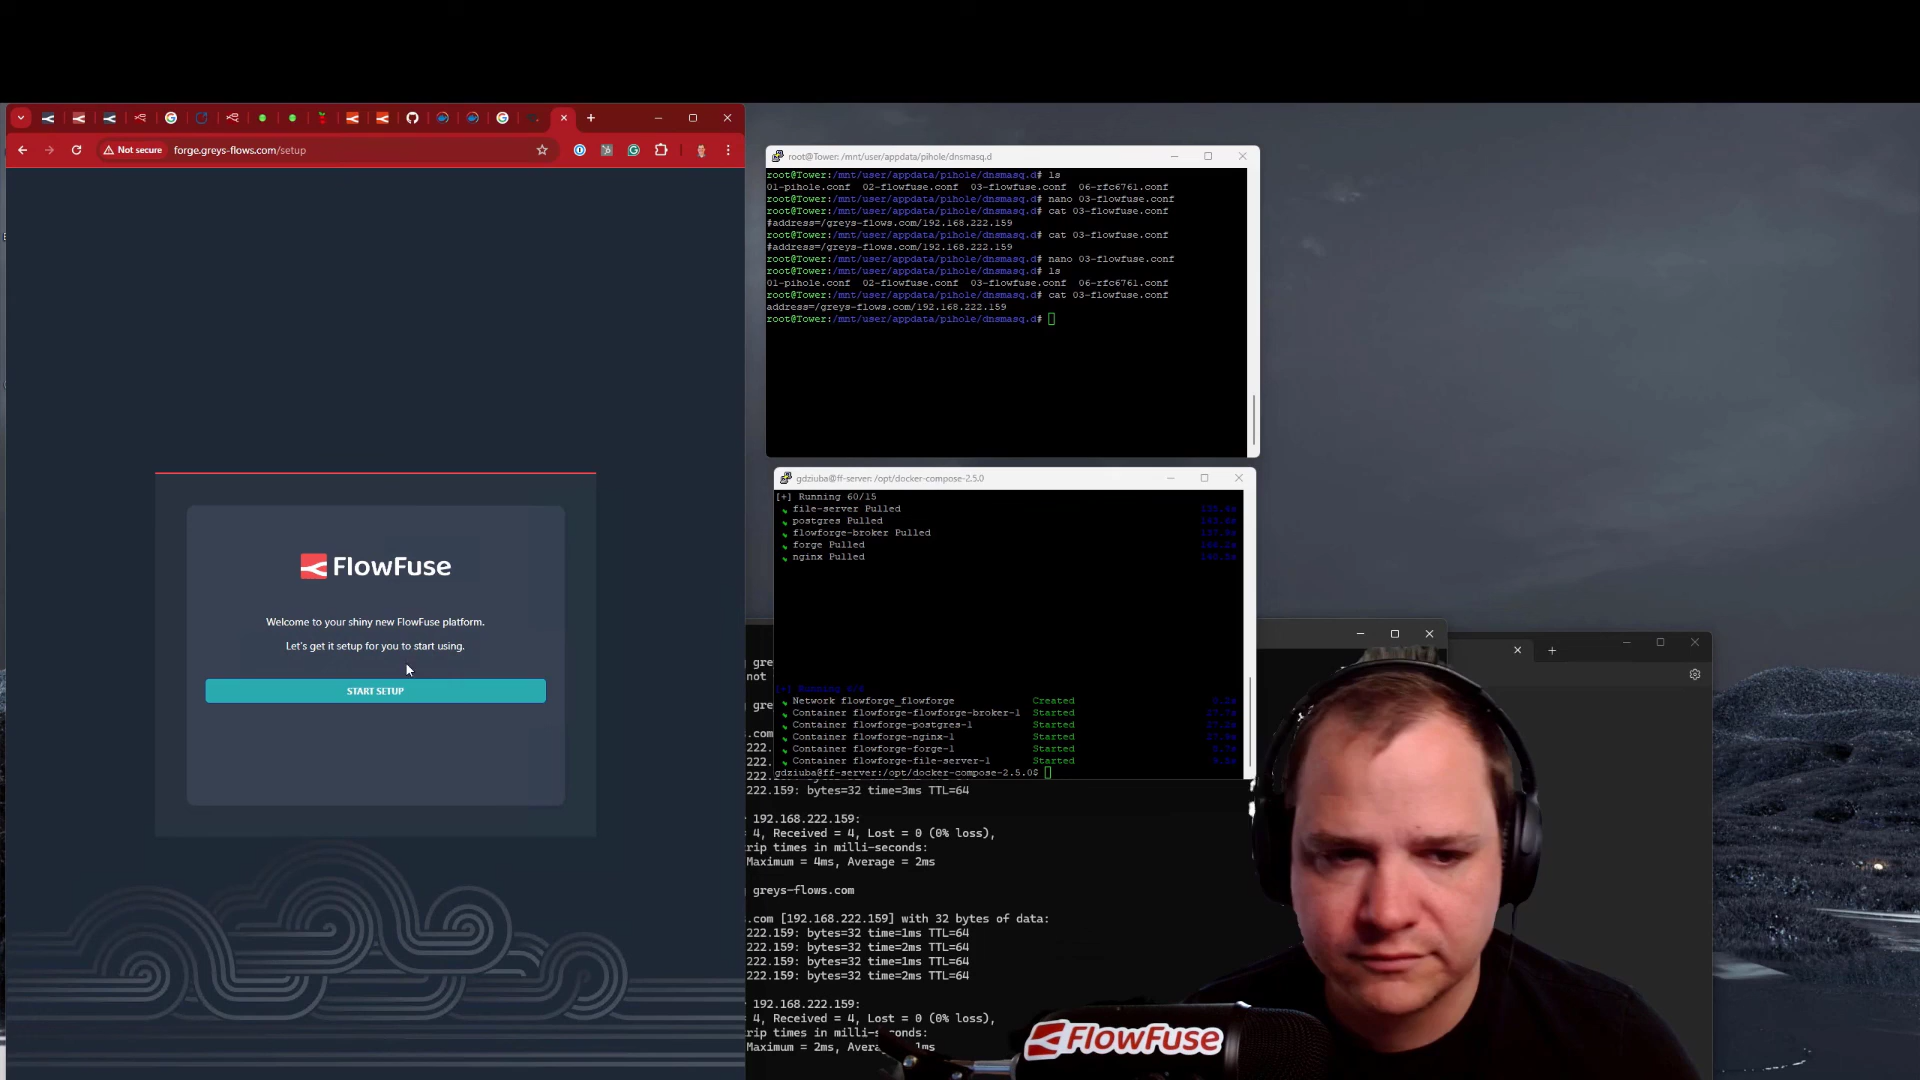 Not secure
forge.greys-flows.com/setup
FlowFuse
Welcome to your shiny new FlowFuse platform.
Let's get it setup for you to start using.
START SETUP
root@Tower: /mnt/user/appdata/pihole/dnsmasq.d
root@Tower:/mnt/user/appdata/pihole/dnsmasq.d# ls
01-pihole.conf 02-flowfuse.conf 03-flowfuse.conf 06-rfc6761.conf
root@Tower:/mnt/user/appdata/pihole/dnsmasq.d# nano 03-flowfuse.conf
root@Tower:/mnt/user/appdata/pihole/dnsmasq.d# cat 03-flowfuse.conf
#address=/greys-flows.com/192.168.222.159
root@Tower:/mnt/user/appdata/pihole/dnsmasq.d# cat 03-flowfuse.conf
#address=/greys-flows.com/192.168.222.159
root@Tower:/mnt/user/appdata/pihole/dnsmasq.d# nano 03-flowfuse.conf
root@Tower:/mnt/user/appdata/pihole/dnsmasq.d# ls
01-pihole.conf 02-flowfuse.conf 03-flowfuse.conf 06-rfc6761.conf
root@Tower:/mnt/user/appdata/pihole/dnsmasq.d# cat 03-flowfuse.conf
address=/greys-flows.com/192.168.222.159
root@Tower:/mnt/user/appdata/pihole/dnsmasq.d#
gdziuba@ff-server: /opt/docker-compose-2.5.0
[+] Running 60/15
file-server Pulled
postgres Pulled
flowforge-broker Pulled
forge Pulled
nginx Pulled
[+] Running 6/6
Network flowforge_flowforge Created
Container flowforge-flowforge-broker-1 Started
Container flowforge-postgres-1 Started
Container flowforge-nginx-1 Started
Container flowforge-forge-1 Started
Container flowforge-file-server-1 Started
gdziuba@ff-server:/opt/docker-compose-2.5.0$
222.159: bytes=32 time=3ms TTL=64
192.168.222.159:
= 4, Received = 4, Lost = 0 (0% loss),
rip times in milli-seconds:
Maximum = 4ms, Average = 2ms
greys-flows.com
s.com [192.168.222.159] with 32 bytes of data:
222.159: bytes=32 time=1ms TTL=64
222.159: bytes=32 time=2ms TTL=64
222.159: bytes=32 time=1ms TTL=64
222.159: bytes=32 time=2ms TTL=64
192.168.222.159:
= 4, Received = 4, Lost = 0 (0% loss),
rip times in milli-seconds:
Maximum = 2ms, Average 1ms
FlowFuse